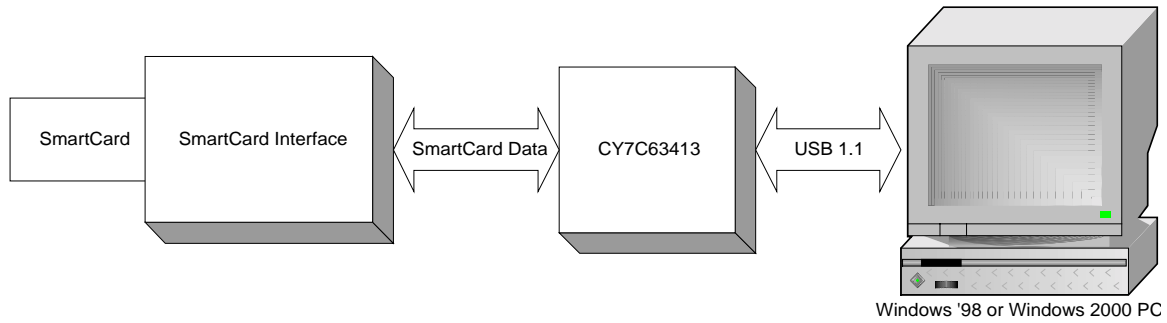 SmartCard
SmartCard Interface
SmartCard Data
CY7C63413
USB 1.1
Windows '98 or Windows 2000 PC